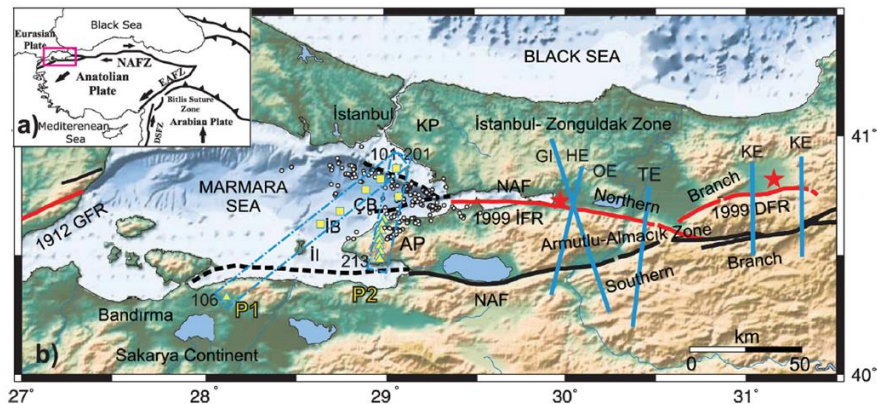 Black Sea
Eurasian
Plate
NAFZ
EAFZ
Anatolian
Plate
Bitlis Suture
Zone
Arabian Plate
DSFZ
Mediterenean
Sea
a)
BLACK SEA
İstanbul
KP
İstanbul- Zonguldak Zone
41°
101
201
GI
HE
OE
TE
KE
KE
MARMARA
SEA
ÇB
İB
İI
AP
NAF
Northern
Branch
1912 GFR
1999 İFR
1999 DFR
Armutlu-Almacık Zone
213
106
P1
P2
NAF
Southern
Branch
Bandırma
b)
Sakarya Continent
km
0
50
40°
27°
28°
29°
30°
31°